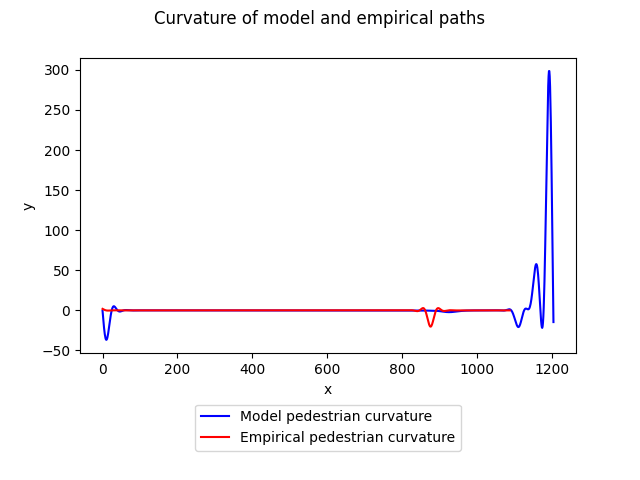 Curvature of model and empirical paths
300
250
200
150
100
50
0
−50
y
0 200 400 600 800 1000 1200
x
Model pedestrian curvature
Empirical pedestrian curvature